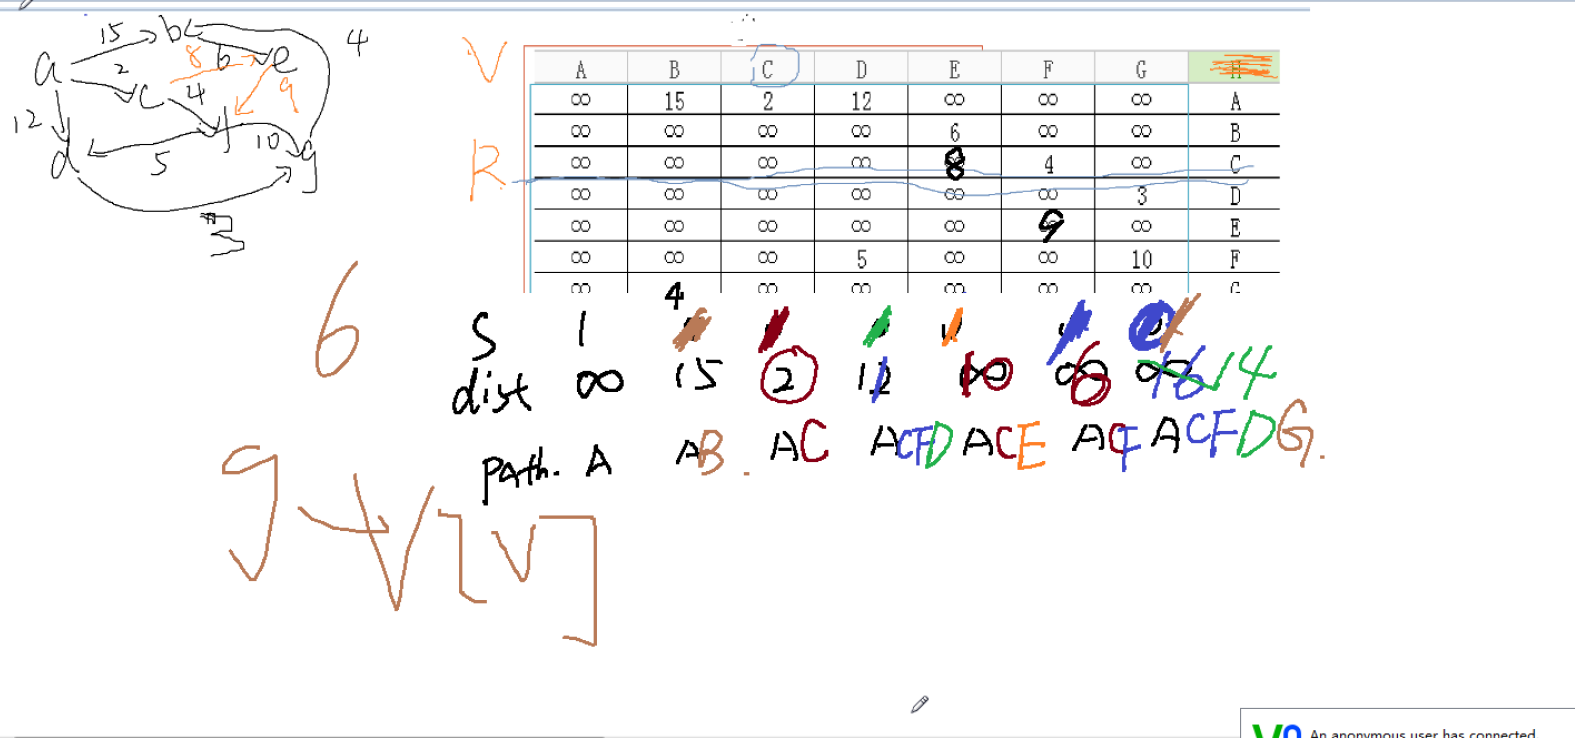 15 b 4
a 2 8 6 e
c 4 9
12 f 10
d 5 g
3
V
A B C D E F G H
∞ 15 2 12 ∞ ∞ ∞ A
∞ ∞ ∞ ∞ 6 ∞ ∞ B
R ∞ ∞ ∞ ∞ 8 4 ∞ C
∞ ∞ ∞ ∞ ∞ ∞ 3 D
∞ ∞ ∞ ∞ ∞ 9 ∞ E
∞ ∞ ∞ 5 ∞ ∞ 10 F
∞ 4 ∞ ∞ ∞ ∞ ∞ G
6
S 1
dist ∞ 15 2 12 10 6 16 14
path. A AB. AC ACFD ACE ACF ACFDG.
g → V[V]
An anonymous user has connected